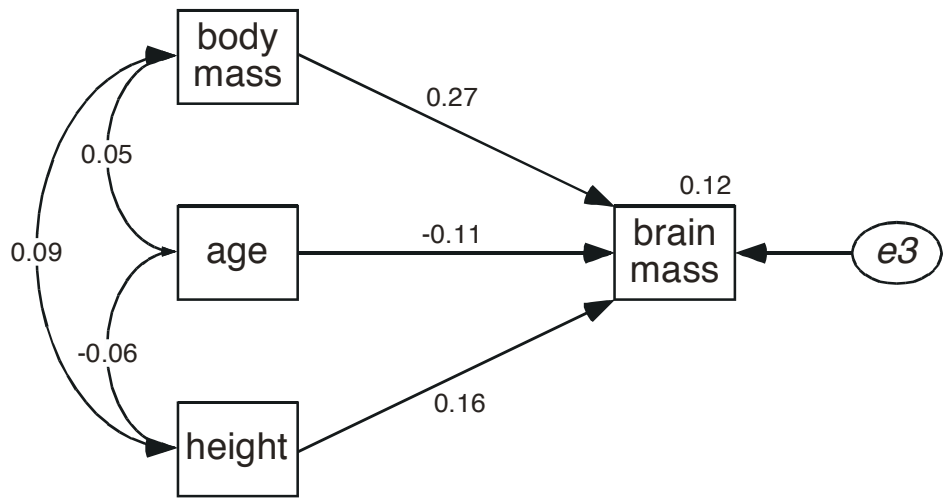 body
mass
0.27
0.05
0.12
-0.11
age
brain
mass
e3
0.09
-0.06
0.16
height